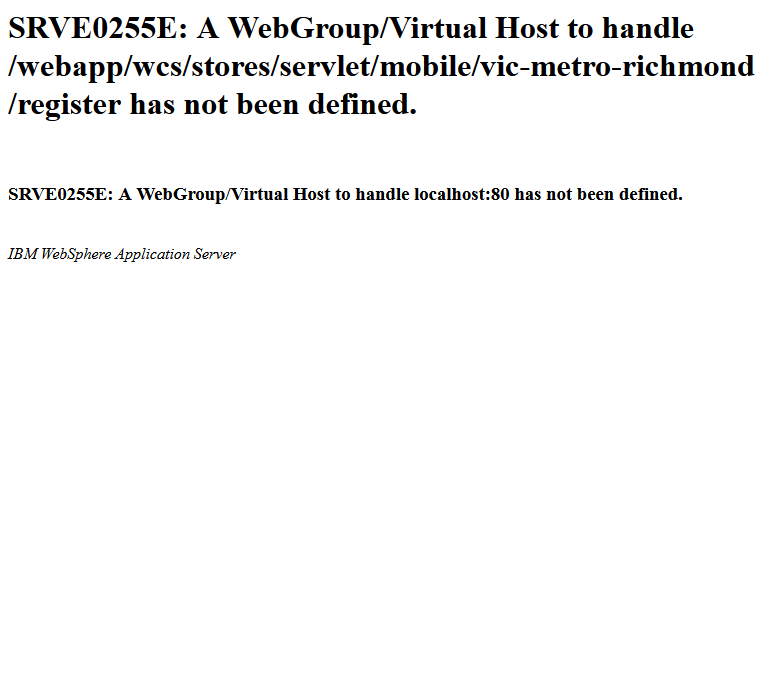 SRVE0255E: A WebGroup/Virtual Host to handle
/webapp/wcs/stores/servlet/mobile/vic-metro-richmond
/register has not been defined.
SRVE0255E: A WebGroup/Virtual Host to handle localhost:80 has not been defined.
IBM WebSphere Application Server